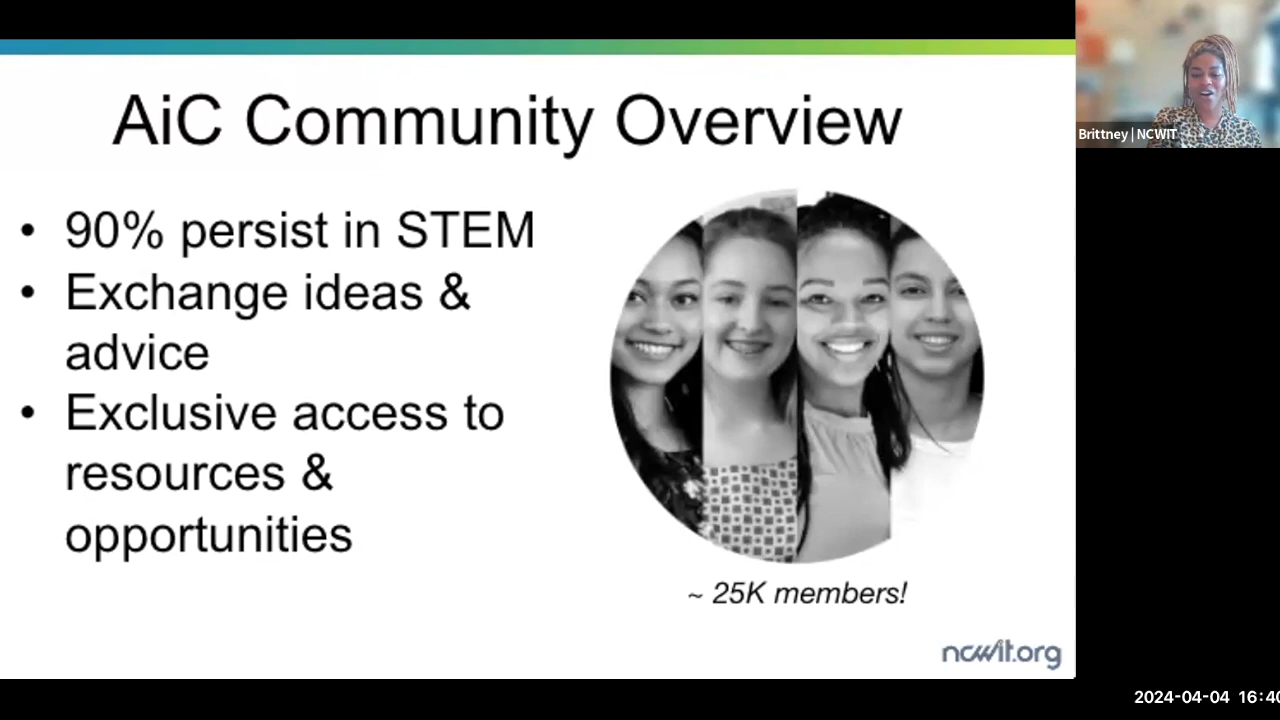 AiC Community Overview
• 90% persist in STEM
• Exchange ideas &
advice
• Exclusive access to
resources &
opportunities
~ 25K members!
ncwit.org
Brittney | NCWIT
2024-04-04 16:40